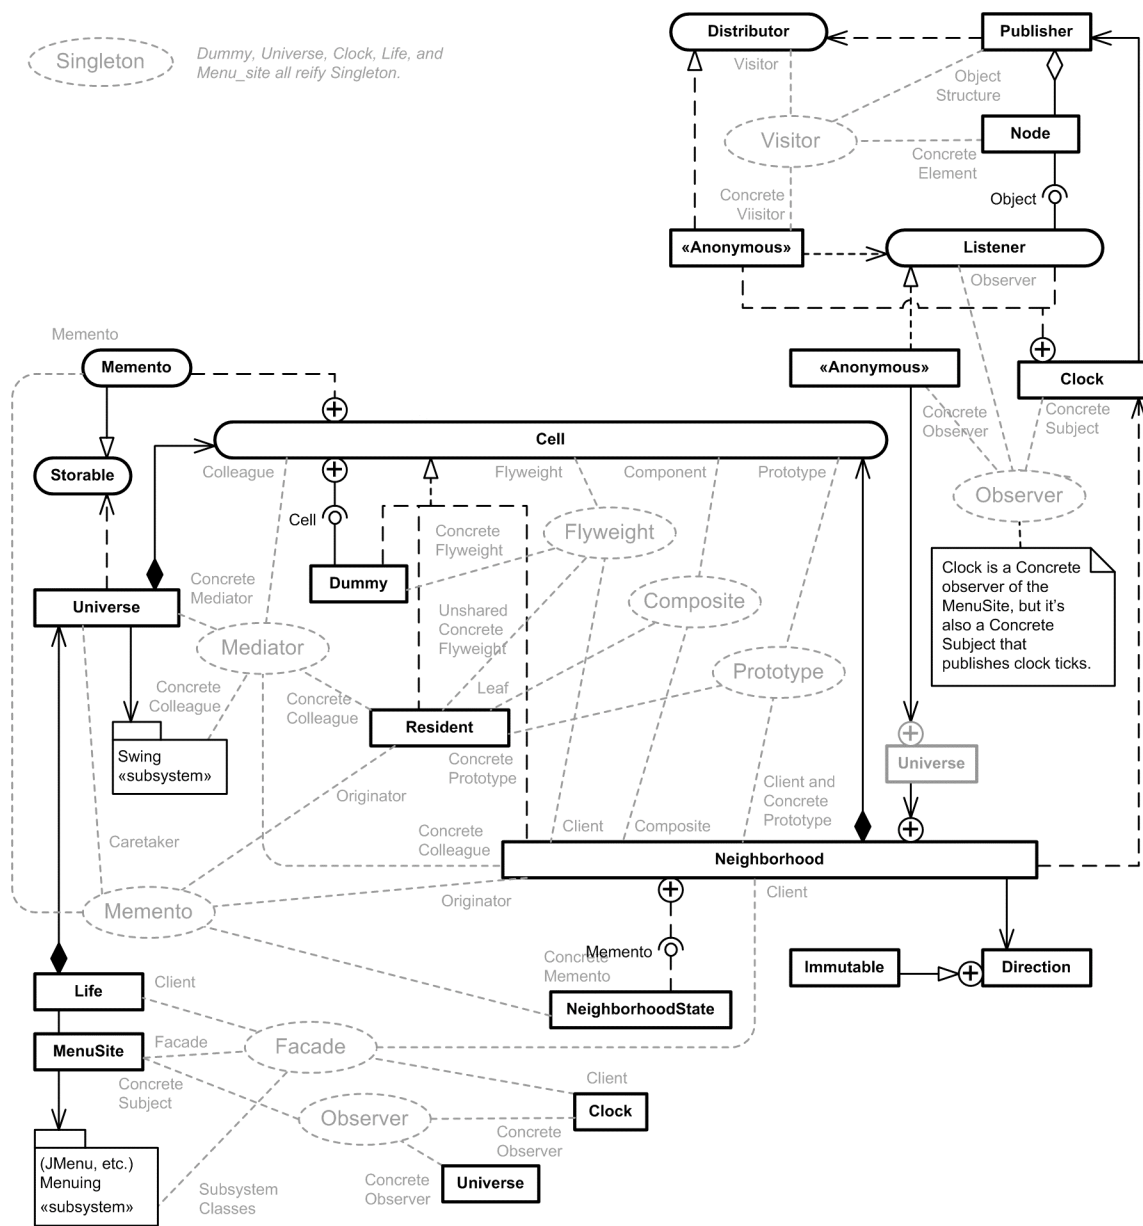 Singleton
Dummy, Universe, Clock, Life, and
Menu_site all reify Singleton.
Distributor
Publisher
Visitor
Object
Structure
Visitor
Node
Concrete
Element
Concrete
Viisitor
Object
«Anonymous»
Listener
Observer
Memento
Memento
«Anonymous»
Clock
Concrete
Observer
Concrete
Subject
Cell
Colleague
Flyweight
Component
Prototype
Storable
Observer
Cell
Concrete
Flyweight
Flyweight
Dummy
Clock is a Concrete
observer of the
MenuSite, but it's
also a Concrete
Subject that
publishes clock ticks.
Universe
Concrete
Mediator
Unshared
Concrete
Flyweight
Composite
Mediator
Prototype
Concrete
Colleague
Concrete
Colleague
Leaf
Resident
Swing
«subsystem»
Concrete
Prototype
Universe
Originator
Client and
Concrete
Prototype
Caretaker
Concrete
Colleague
Client
Composite
Neighborhood
Client
Originator
Memento
Memento
Concrete
Memento
Immutable
Direction
Life
Client
NeighborhoodState
MenuSite
Facade
Facade
Concrete
Subject
Client
Clock
Observer
Concrete
Observer
(JMenu, etc.)
Menuing
«subsystem»
Subsystem
Classes
Concrete
Observer
Universe